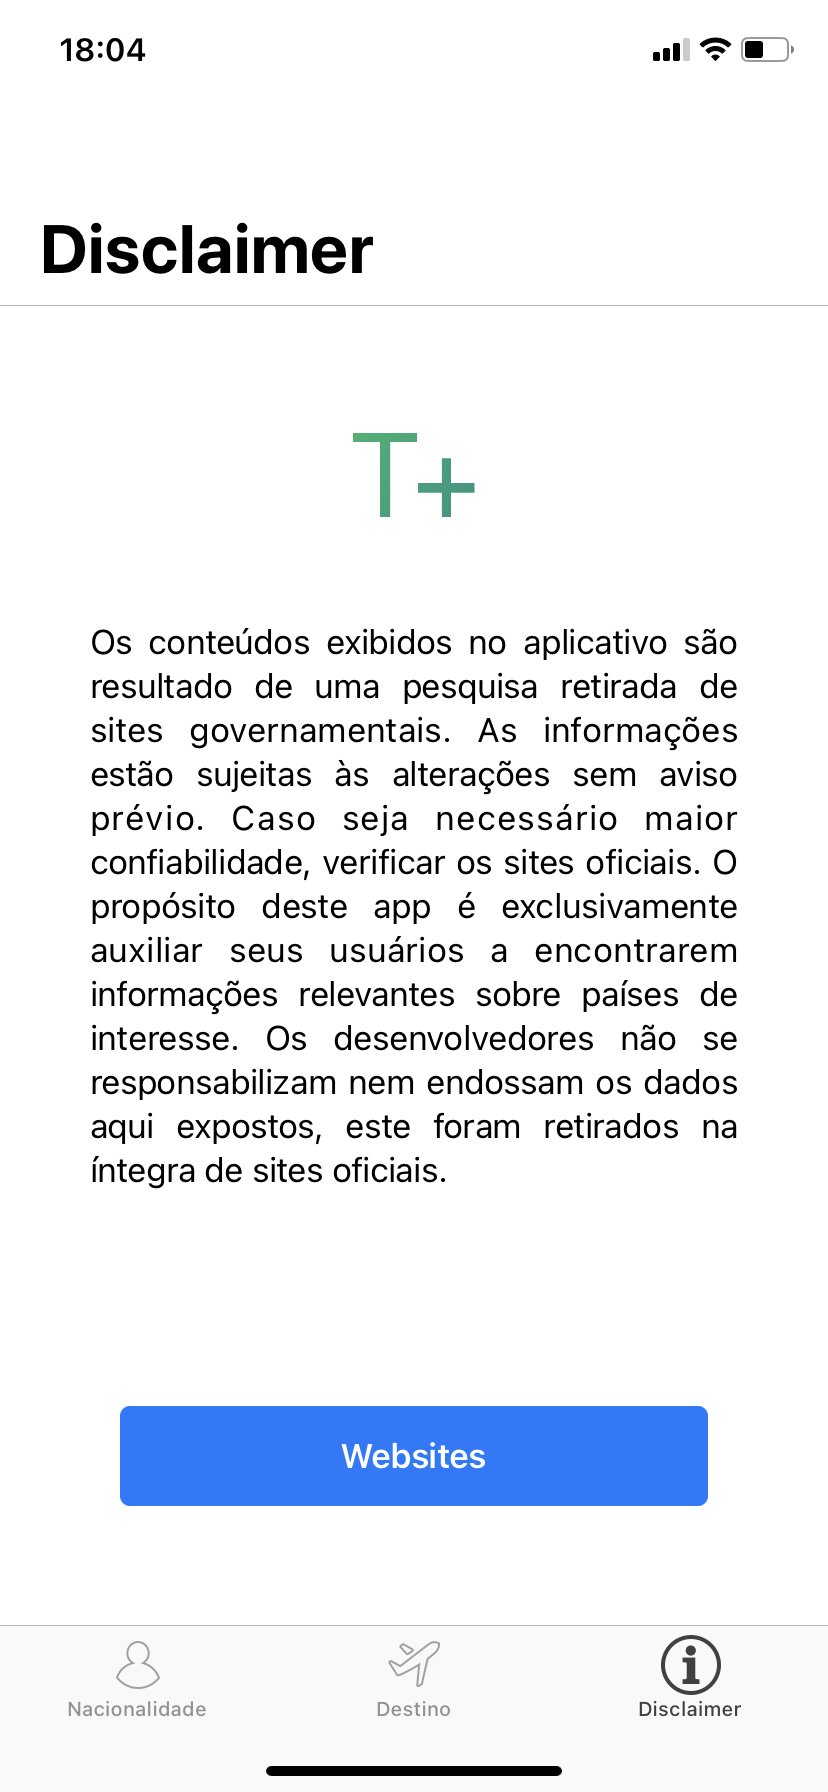 18:04
Disclaimer
T+
Os conteúdos exibidos no aplicativo são
resultado de uma pesquisa retirada de
sites governamentais. As informações
estão sujeitas às alterações sem aviso
prévio. Caso seja necessário maior
confiabilidade, verificar os sites oficiais. O
propósito deste app é exclusivamente
auxiliar seus usuários a encontrarem
informações relevantes sobre países de
interesse. Os desenvolvedores não se
responsabilizam nem endossam os dados
aqui expostos, este foram retirados na
íntegra de sites oficiais.
Websites
Nacionalidade
Destino
Disclaimer